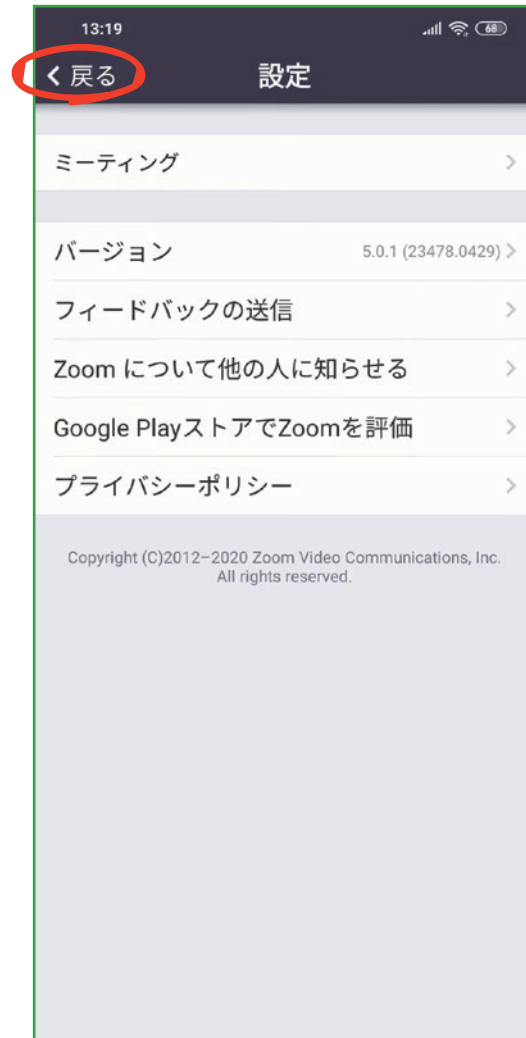 13:19 68
戻る 設定
ミーティング
バージョン 5.0.1 (23478.0429)
フィードバックの送信
Zoom について他の人に知らせる
Google PlayストアでZoomを評価
プライバシーポリシー
Copyright (C)2012–2020 Zoom Video Communications, Inc.
All rights reserved.